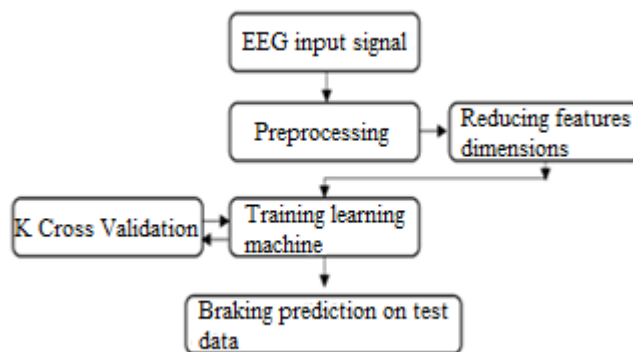 EEG input signal
Preprocessing
Reducing features
dimensions
K Cross Validation
Training learning
machine
Braking prediction on test
data